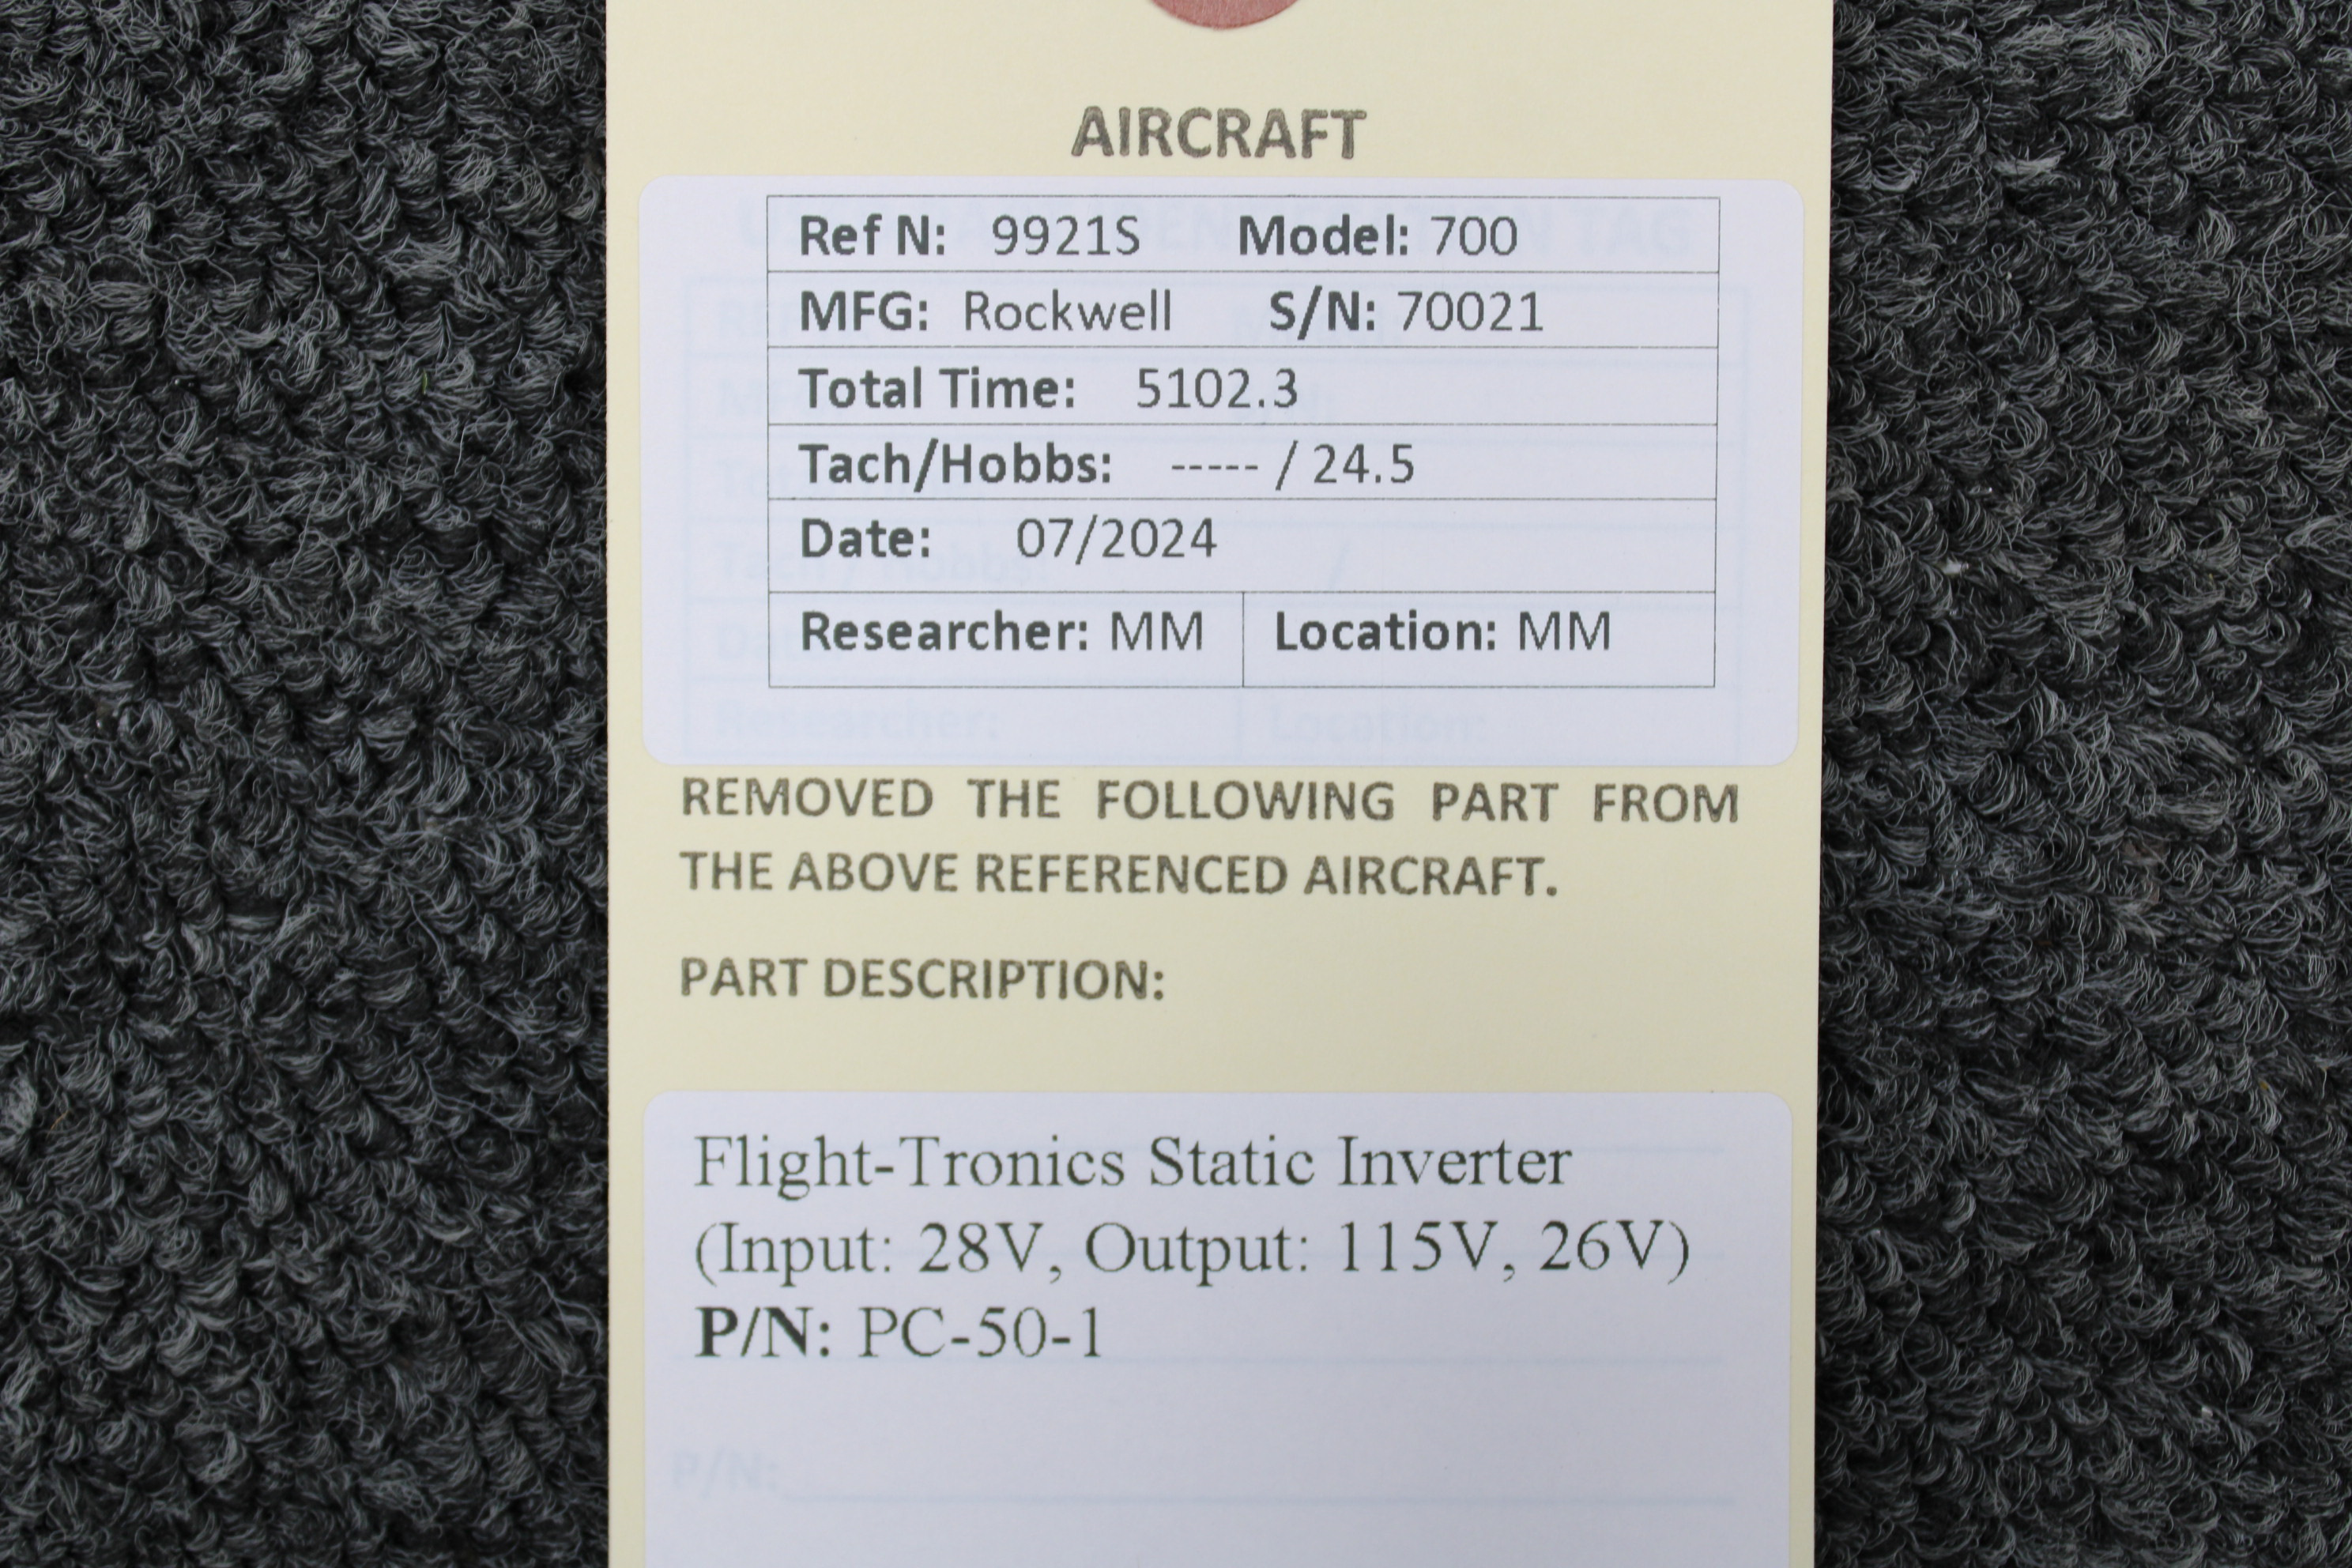 AIRCRAFT
Ref N: 9921S Model: 700
MFG: Rockwell S/N: 70021
Total Time: 5102.3
Tach/Hobbs: ----- / 24.5
Date: 07/2024
Researcher: MM Location: MM
REMOVED THE FOLLOWING PART FROM
THE ABOVE REFERENCED AIRCRAFT.
PART DESCRIPTION:
Flight-Tronics Static Inverter
(Input: 28V, Output: 115V, 26V)
P/N: PC-50-1
P/N: